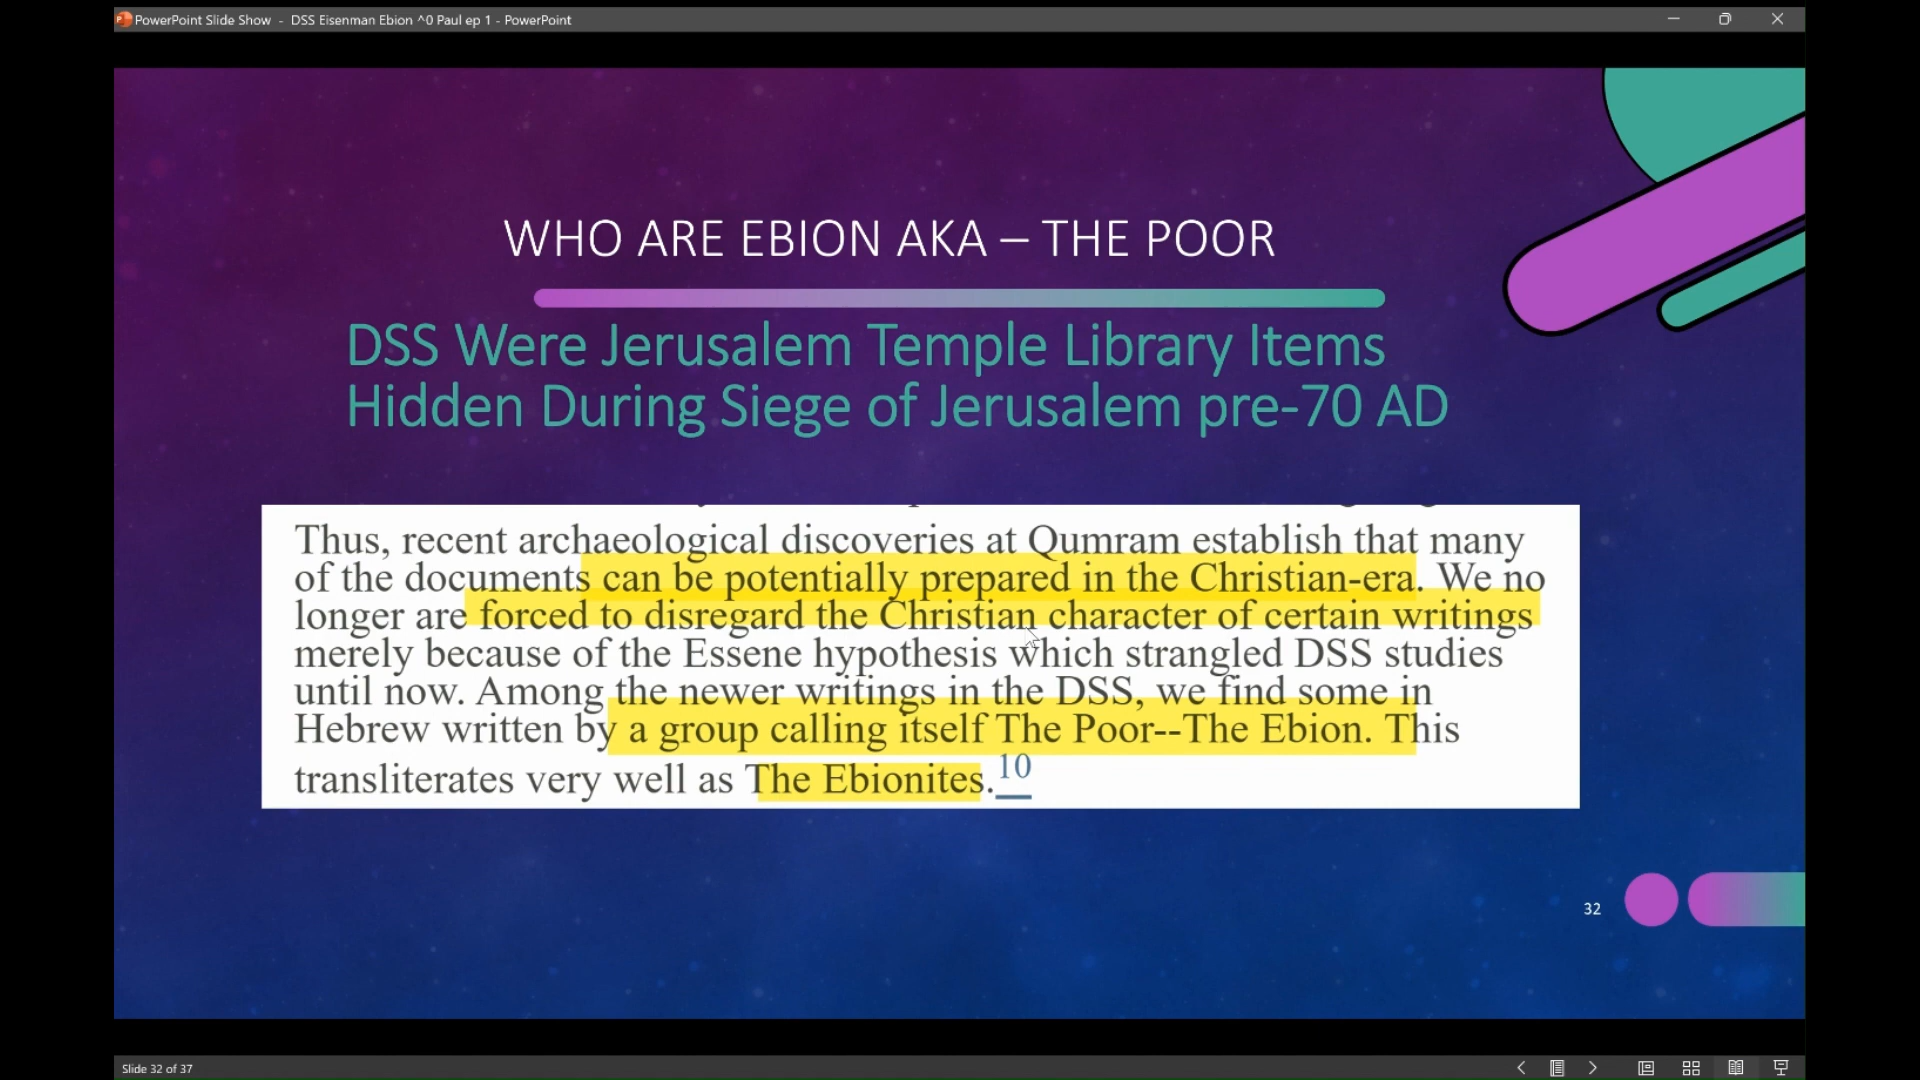 PowerPoint Slide Show - DSS Eisenman Ebion ^0 Paul ep 1 - PowerPoint
WHO ARE EBION AKA – THE POOR
DSS Were Jerusalem Temple Library Items
Hidden During Siege of Jerusalem pre-70 AD
Thus, recent archaeological discoveries at Qumram establish that many
of the documents can be potentially prepared in the Christian-era. We no
longer are forced to disregard the Christian character of certain writings
merely because of the Essene hypothesis which strangled DSS studies
until now. Among the newer writings in the DSS, we find some in
Hebrew written by a group calling itself The Poor--The Ebion. This
transliterates very well as The Ebionites.10
32
Slide 32 of 37